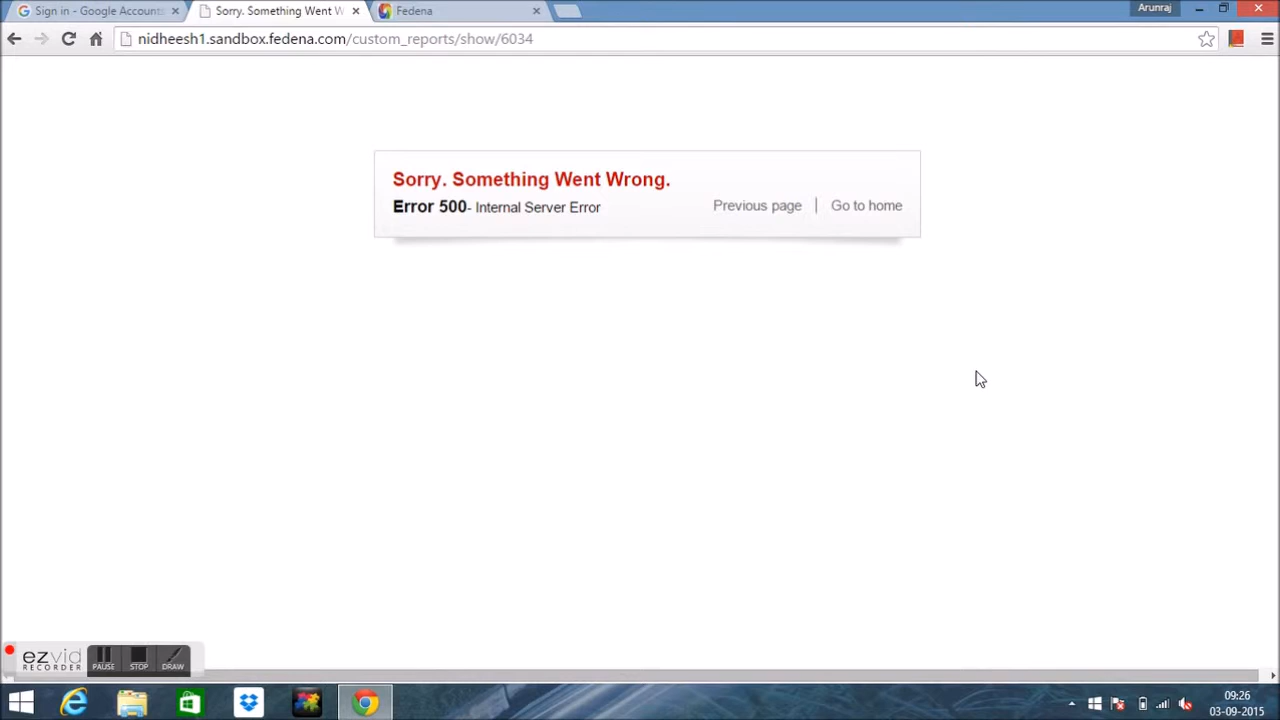 Sign in - Google Accounts
Sorry. Something Went W
Fedena
Arunraj
nidheesh1.sandbox.fedena.com/custom_reports/show/6034
Sorry. Something Went Wrong.
Error 500- Internal Server Error
Previous page | Go to home
ezvid
RECORDER
PAUSE
STOP
DRAW
09:26
03-09-2015